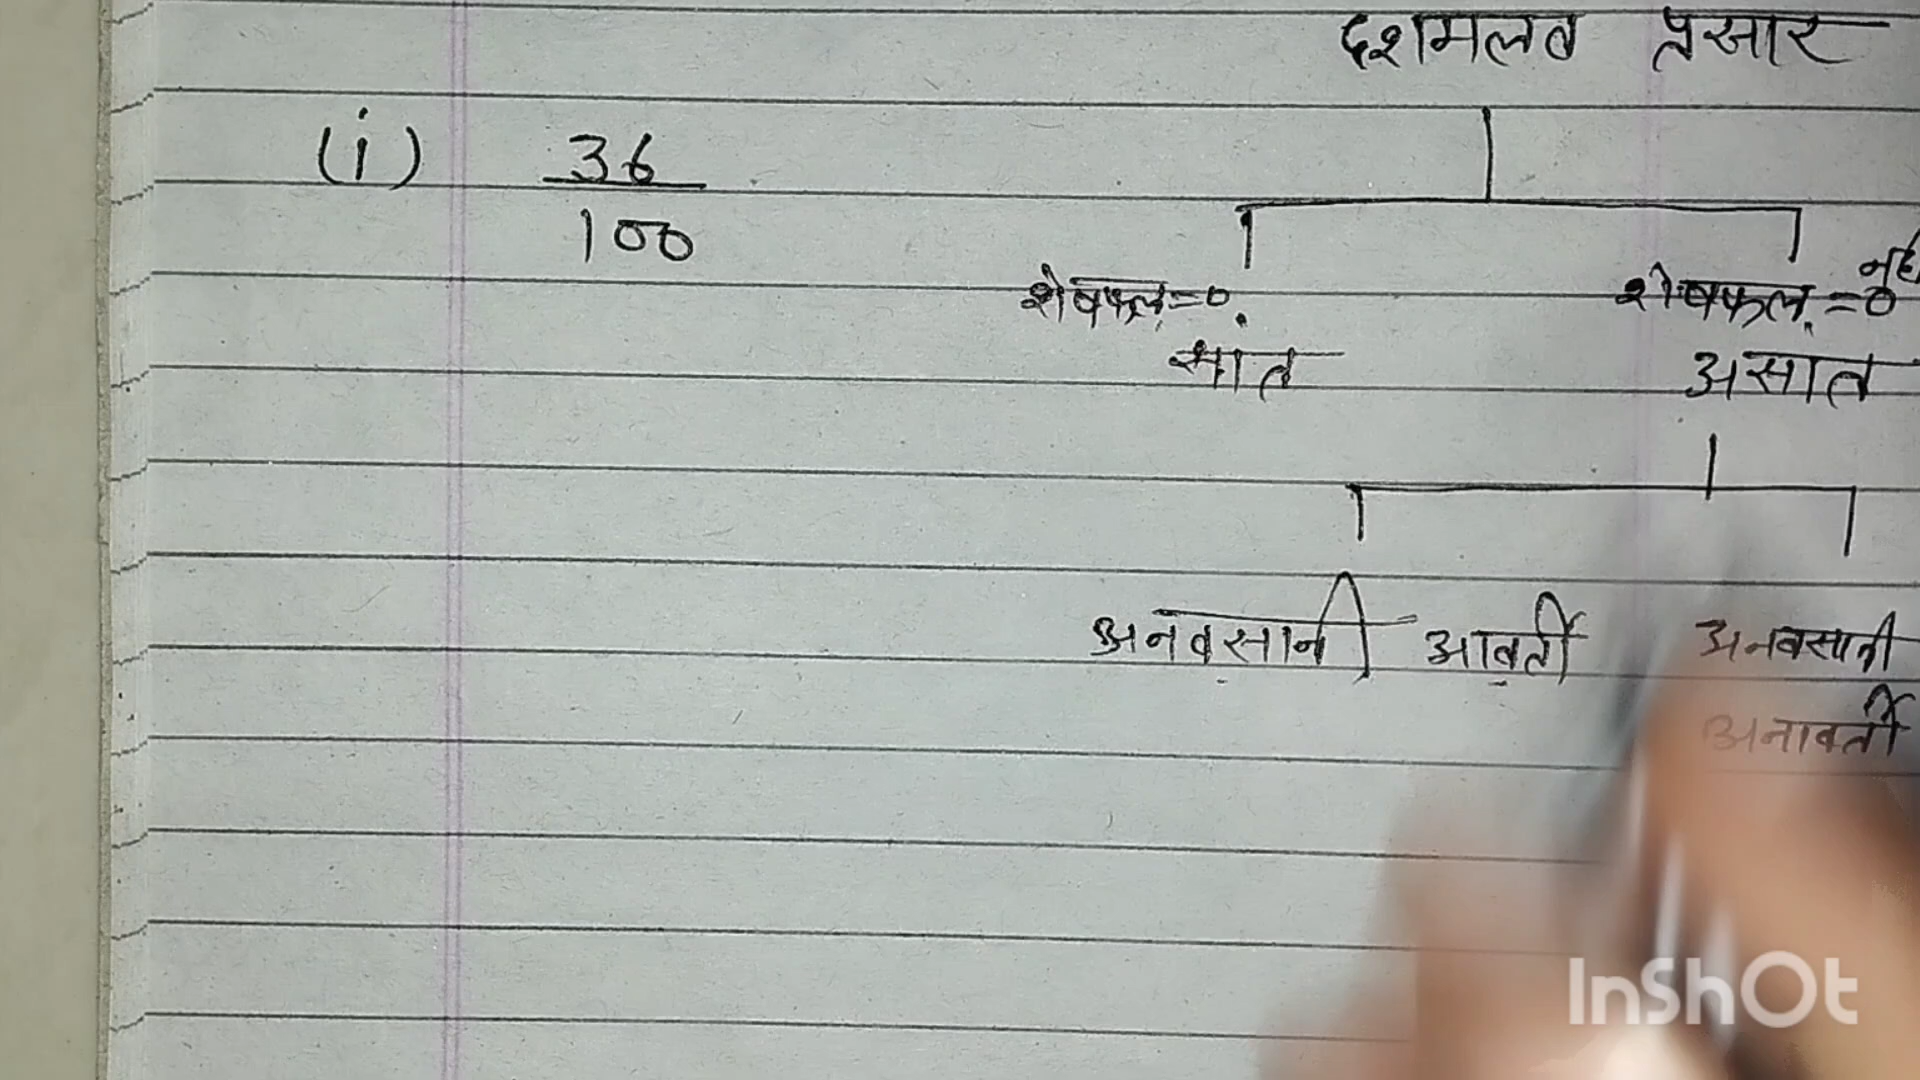 दशमलव प्रसार
(i) 36
100
शेषफल=0
सात
शेषफल=0 नही
असात
अनवसानी आवर्ती
अनवसानी
अनावर्ती
InShOt